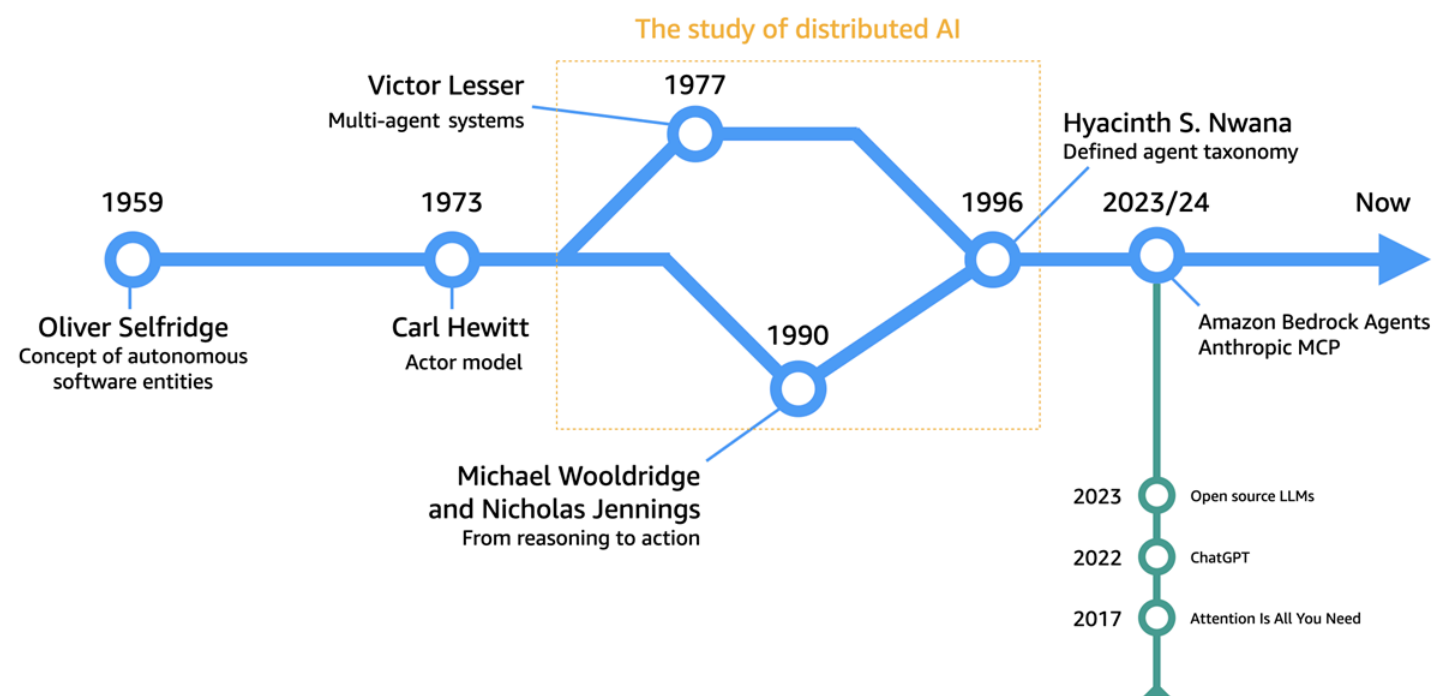 The study of distributed AI
Victor Lesser
Multi-agent systems
1977
Hyacinth S. Nwana
Defined agent taxonomy
1959
1973
1996
2023/24
Now
Oliver Selfridge
Concept of autonomous
software entities
Carl Hewitt
Actor model
1990
Amazon Bedrock Agents
Anthropic MCP
Michael Wooldridge
and Nicholas Jennings
From reasoning to action
2023 Open source LLMs
2022 ChatGPT
2017 Attention Is All You Need